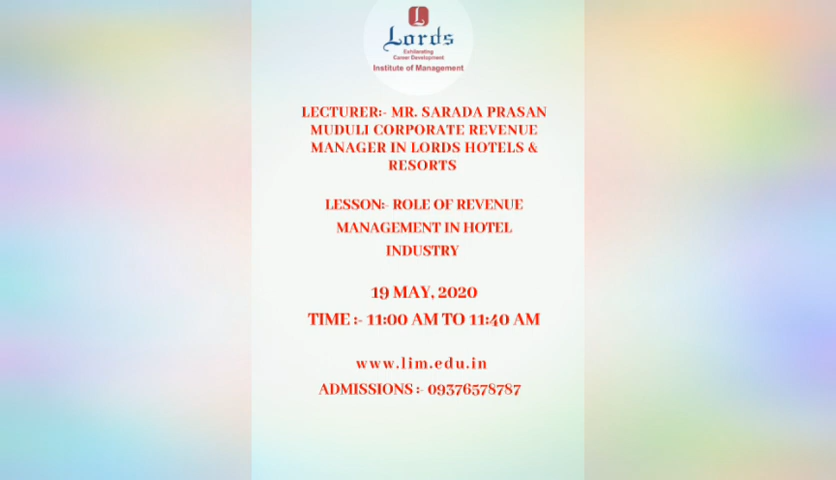 L
Lords
Exhilarating
Career Development
Institute of Management
LECTURER:- MR. SARADA PRASAN
MUDULI CORPORATE REVENUE
MANAGER IN LORDS HOTELS &
RESORTS
LESSON:- ROLE OF REVENUE
MANAGEMENT IN HOTEL
INDUSTRY
19 MAY, 2020
TIME :- 11:00 AM TO 11:40 AM
www.lim.edu.in
ADMISSIONS :- 09376578787